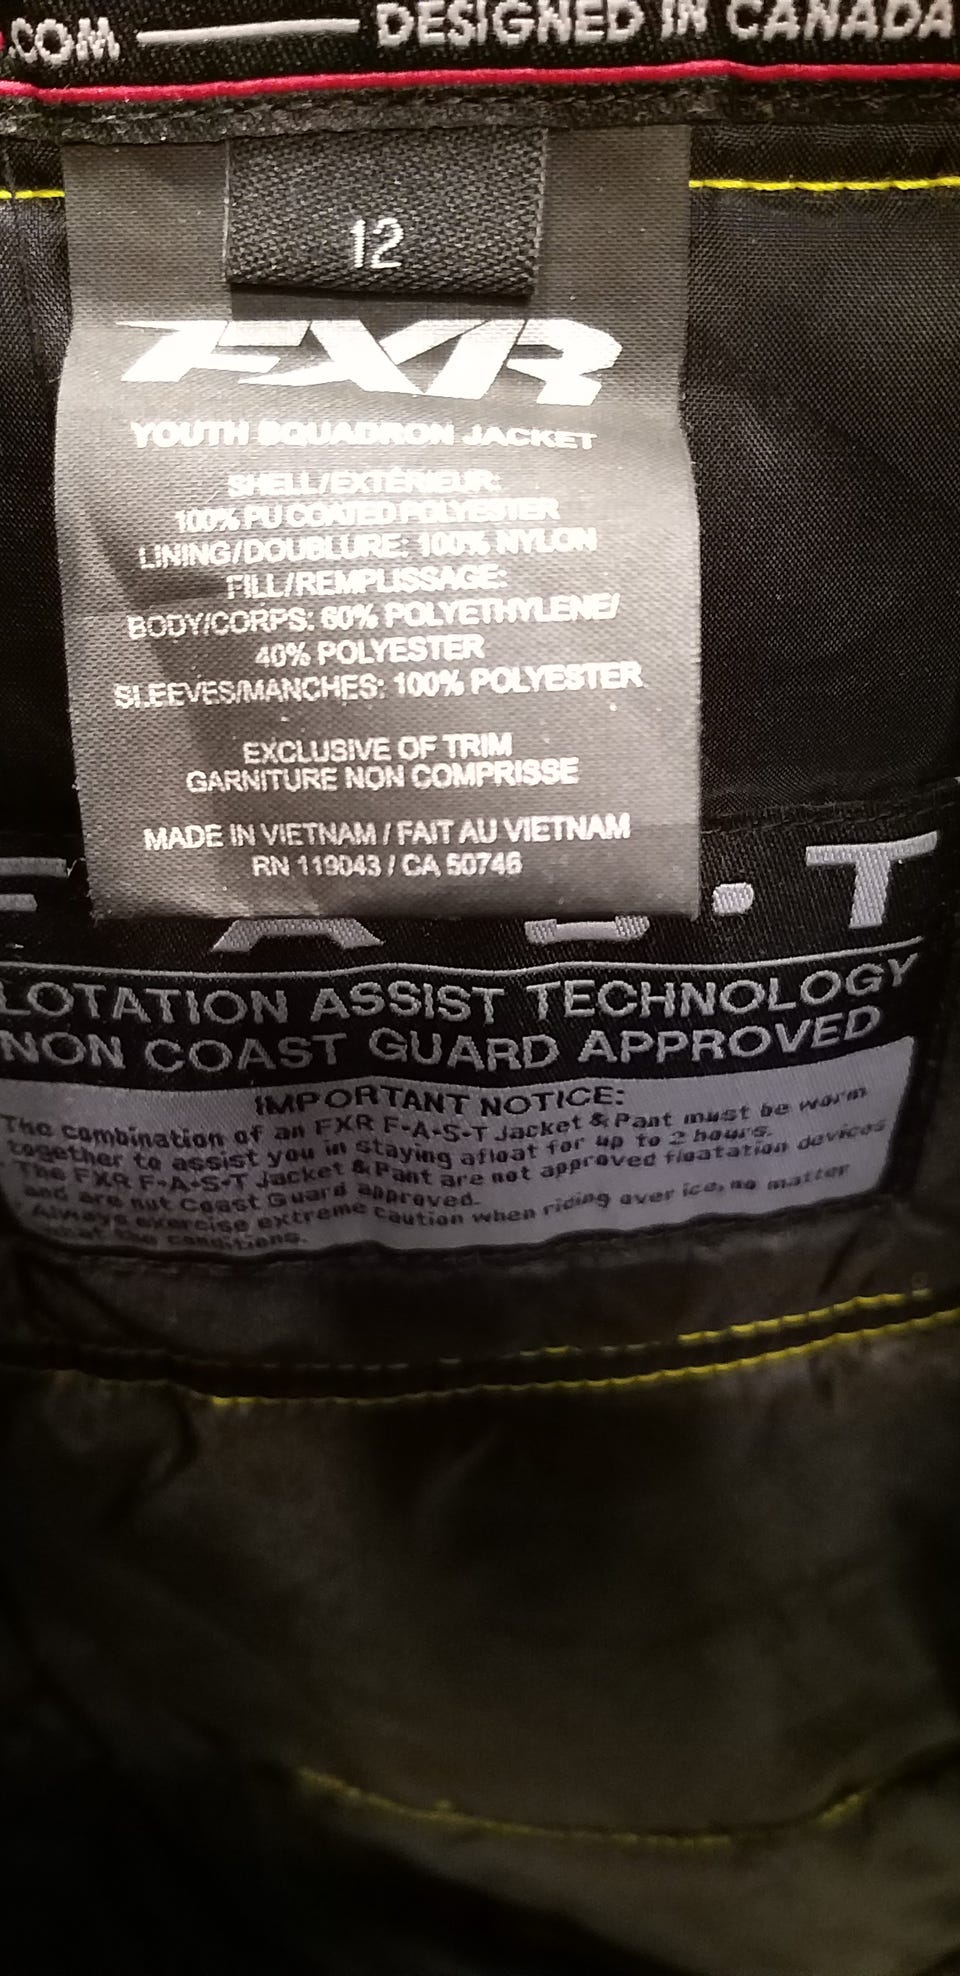 .COM DESIGNED IN CANADA
12
FXR
YOUTH SQUADRON JACKET
SHELL/EXTÉRIEUR:
100% PU COATED POLYESTER
LINING/DOUBLURE: 100% NYLON
FILL/REMPLISSAGE:
BODY/CORPS: 60% POLYETHYLENE/
40% POLYESTER
SLEEVES/MANCHES: 100% POLYESTER
EXCLUSIVE OF TRIM
GARNITURE NON COMPRISSE
MADE IN VIETNAM / FAIT AU VIETNAM
RN 119043 / CA 50746
F A S • T
LOTATION ASSIST TECHNOLOGY
NON COAST GUARD APPROVED
IMPORTANT NOTICE:
The combination of an FXR F-A-S-T Jacket & Pant must be worm
together to assist you in staying afloat for up to 2 hours.
The FXR F-A-S-T Jacket & Pant are not approved floatation devices
and are not Coast Guard approved.
Always exercise extreme caution when riding over ice, no matter
the conditions.